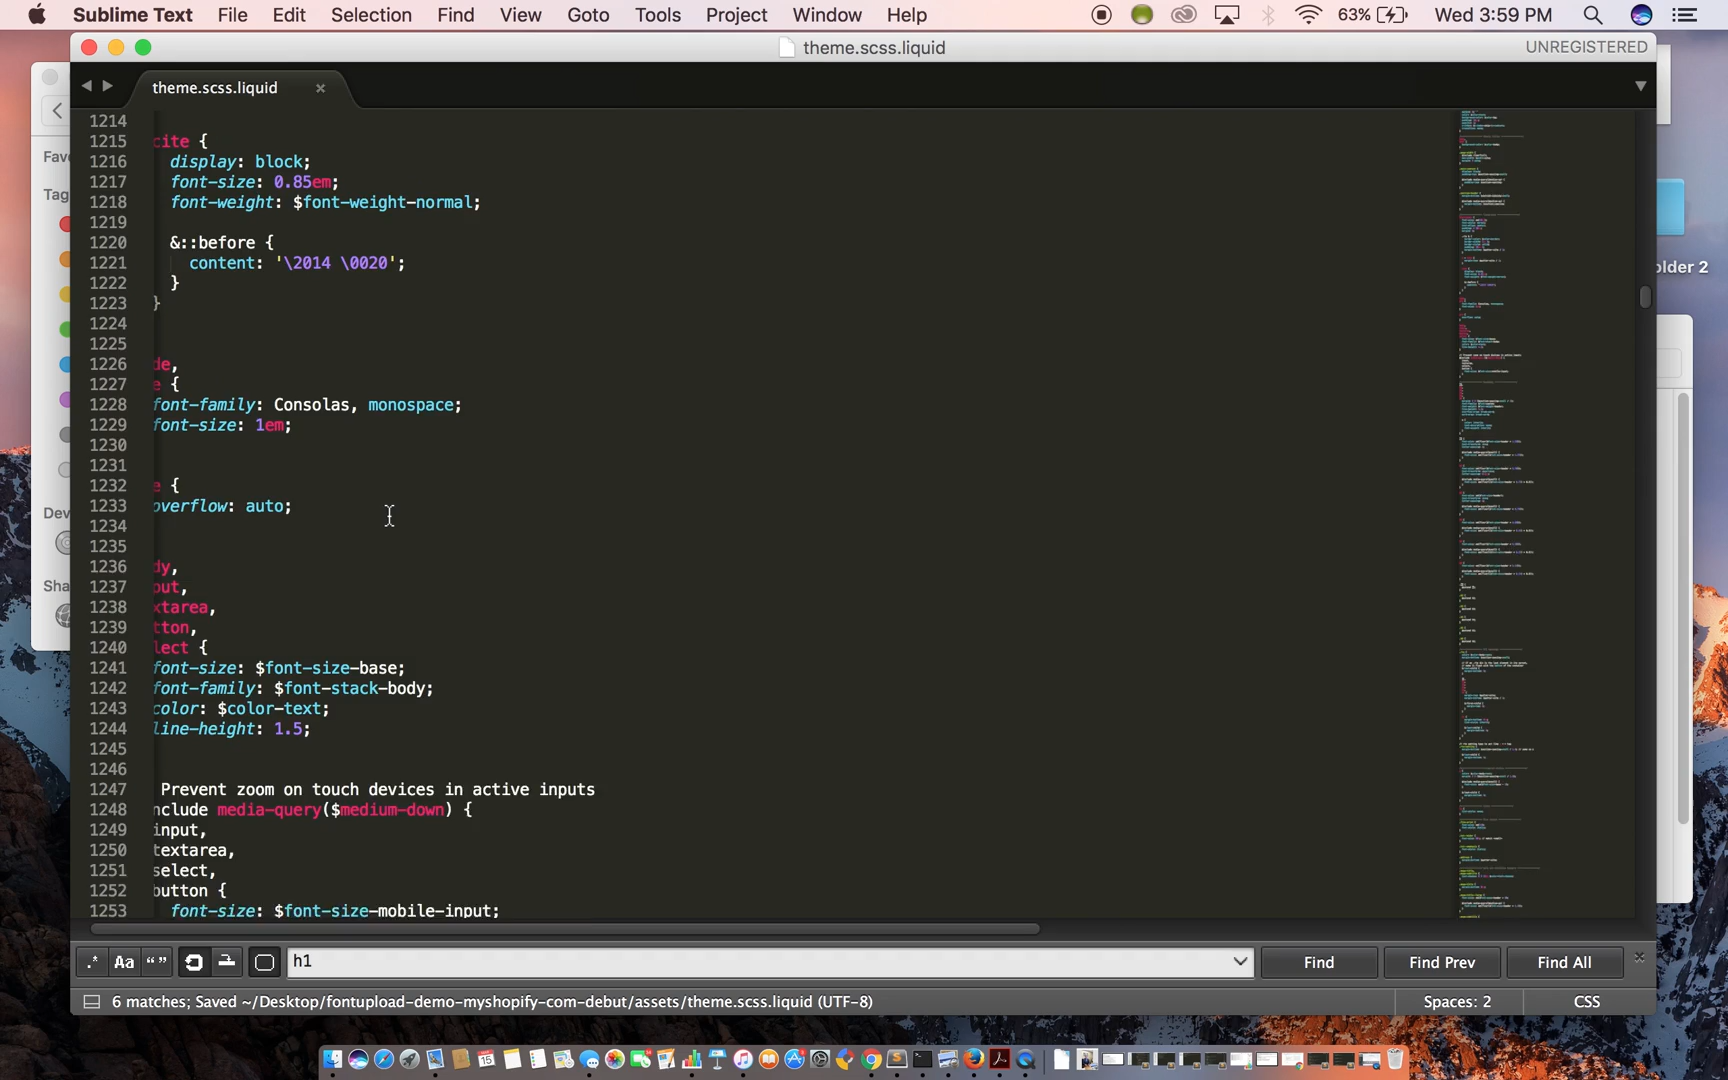 Sublime Text File Edit Selection Find View Goto Tools Project Window Help 63% Wed 3:59 PM
theme.scss.liquid UNREGISTERED
theme.scss.liquid ×
1214
1215 cite {
1216 display: block;
1217 font-size: 0.85em;
1218 font-weight: $font-weight-normal;
1219
1220 &::before {
1221 content: '\2014 \0020';
1222 }
1223 }
1224
1225
1226 de,
1227 e {
1228 font-family: Consolas, monospace;
1229 font-size: 1em;
1230
1231
1232 e {
1233 overflow: auto;
1234
1235
1236 dy,
1237 put,
1238 xtarea,
1239 tton,
1240 lect {
1241 font-size: $font-size-base;
1242 font-family: $font-stack-body;
1243 color: $color-text;
1244 line-height: 1.5;
1245
1246
1247 Prevent zoom on touch devices in active inputs
1248 nclude media-query($medium-down) {
1249 input,
1250 textarea,
1251 select,
1252 button {
1253 font-size: $font-size-mobile-input;
Fav
Tag
Dev
Sha
older 2
.* Aa “ ” h1 Find Find Prev Find All ×
6 matches; Saved ~/Desktop/fontupload-demo-myshopify-com-debut/assets/theme.scss.liquid (UTF-8) Spaces: 2 CSS